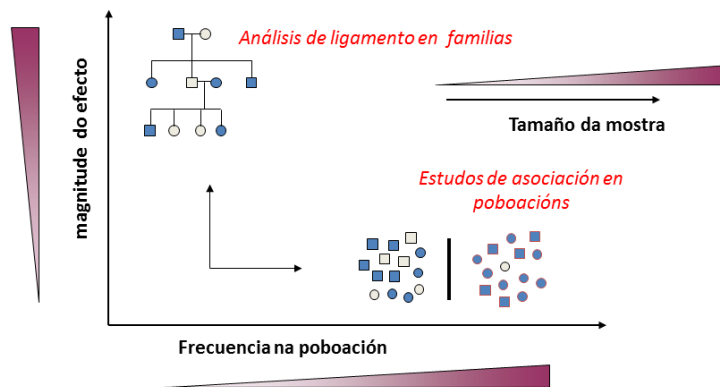 Análisis de ligamento en familias
magnitude do efecto
Tamaño da mostra
Estudos de asociación en
poboacións
Frecuencia na poboación